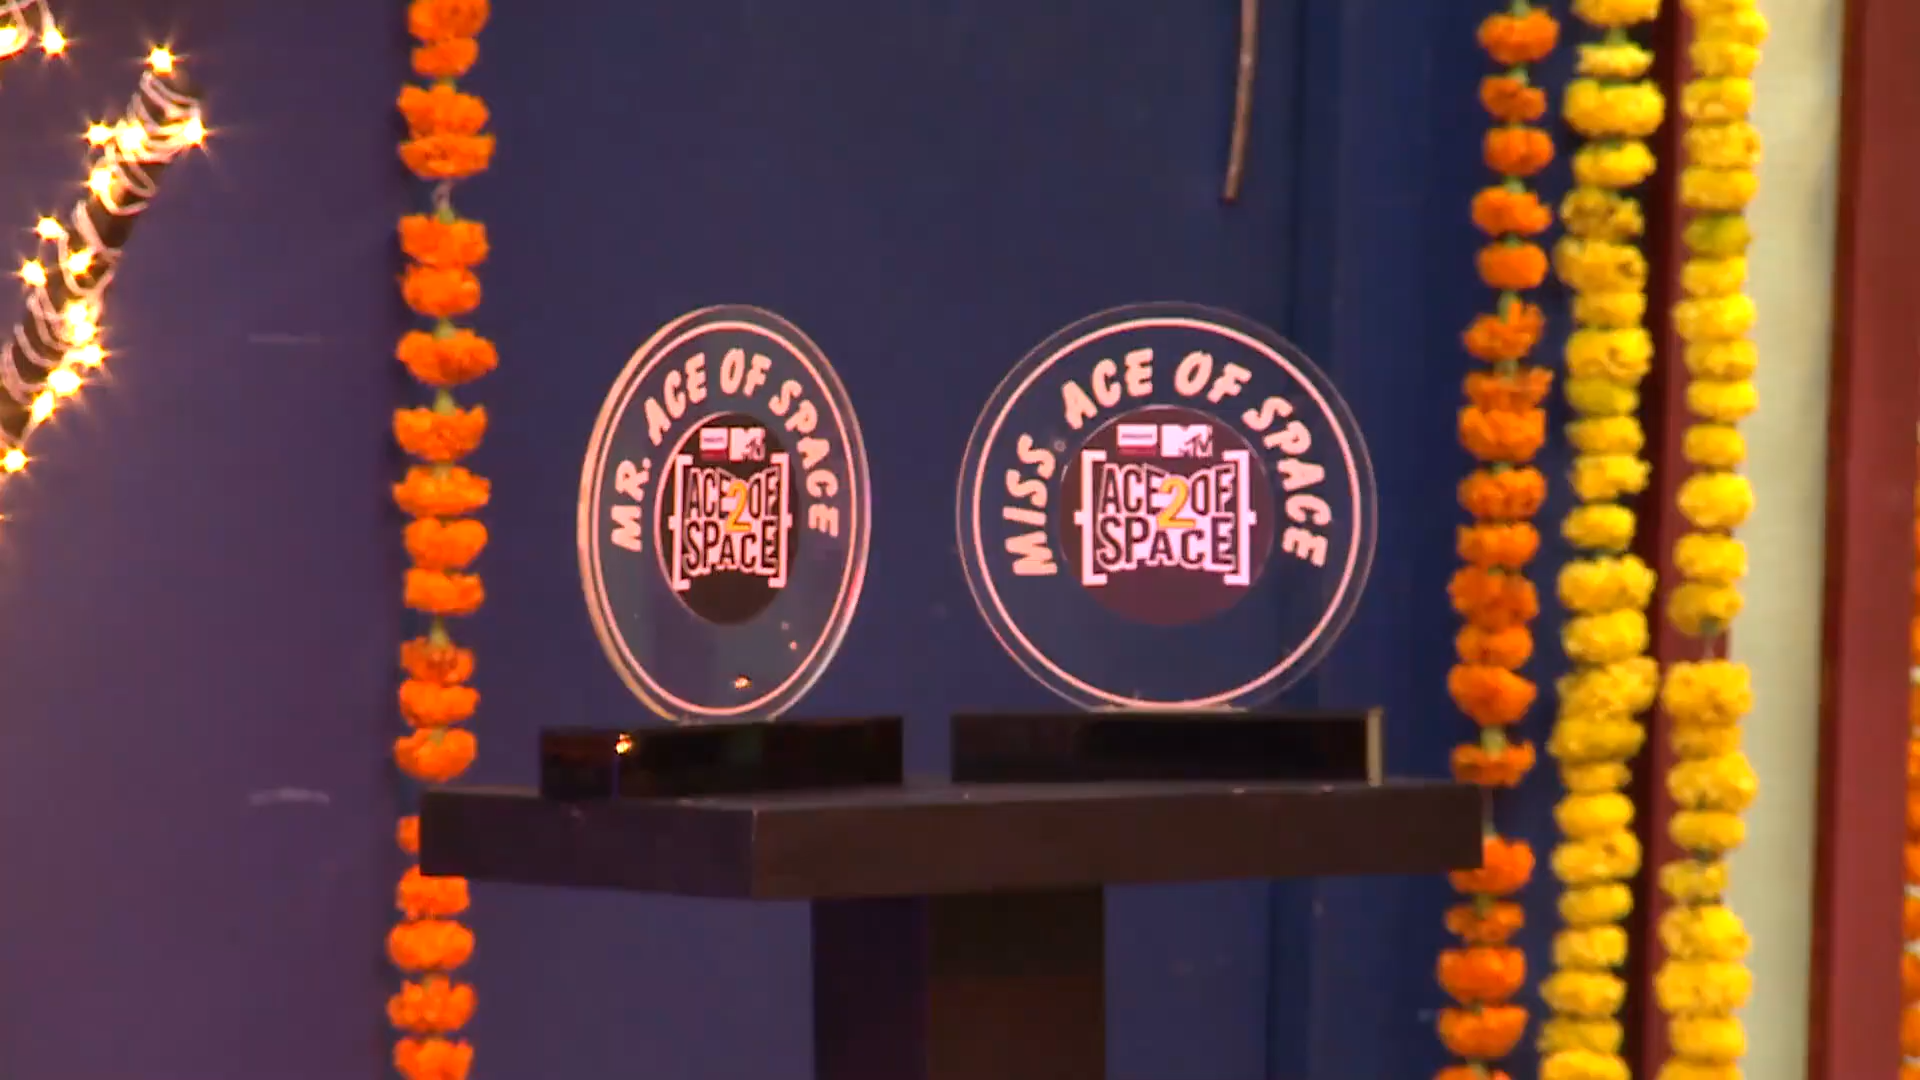 MR. ACE OF SPACE
MTV
ACE 2 OF
SPACE
MISS. ACE OF SPACE
MTV
ACE 2 OF
SPACE